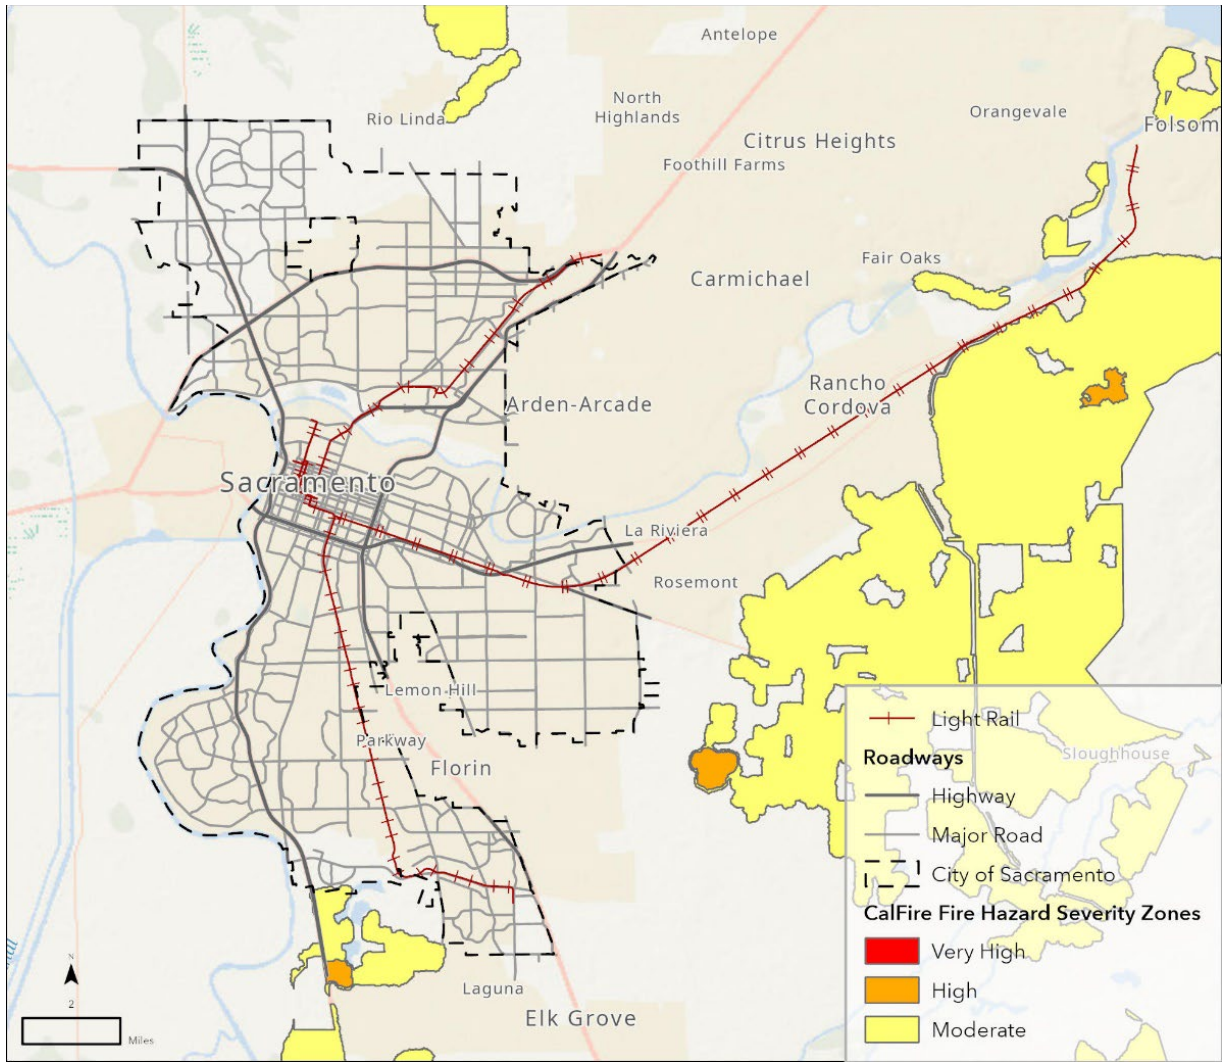 Antelope
North
Highlands
Rio Linda
Orangevale
Folsom
Citrus Heights
Foothill Farms
Fair Oaks
Carmichael
Rancho
Cordova
Arden-Arcade
Sacramento
La Riviera
Rosemont
Lemon Hill
Parkway
Florin
Sloughhouse
Laguna
Elk Grove
Light Rail
Roadways
Highway
Major Road
City of Sacramento
CalFire Fire Hazard Severity Zones
Very High
High
Moderate
N
2
Miles